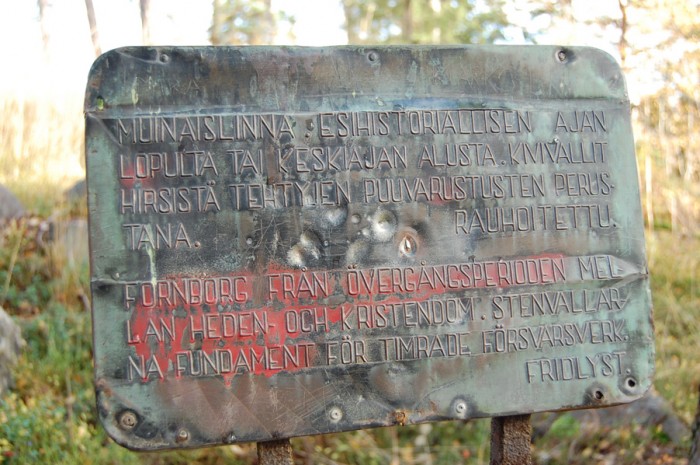 MUINAISLINNA ESIHISTORIALLISEN AJAN
LOPULTA TAI KESKIAJAN ALUSTA. KIVIVALLIT
HIRSISTÄ TEHTYJEN PUUVARUSTUSTEN PERUS-
TANA. RAUHOITETTU.
FORNBORG FRÅN ÖVERGÅNGSPERIODEN MEL-
LAN HEDEN- OCH KRISTENDOM. STENVALLAR-
NA FUNDAMENT FÖR TIMRADE FÖRSVARSVERK.
FRIDLYST.